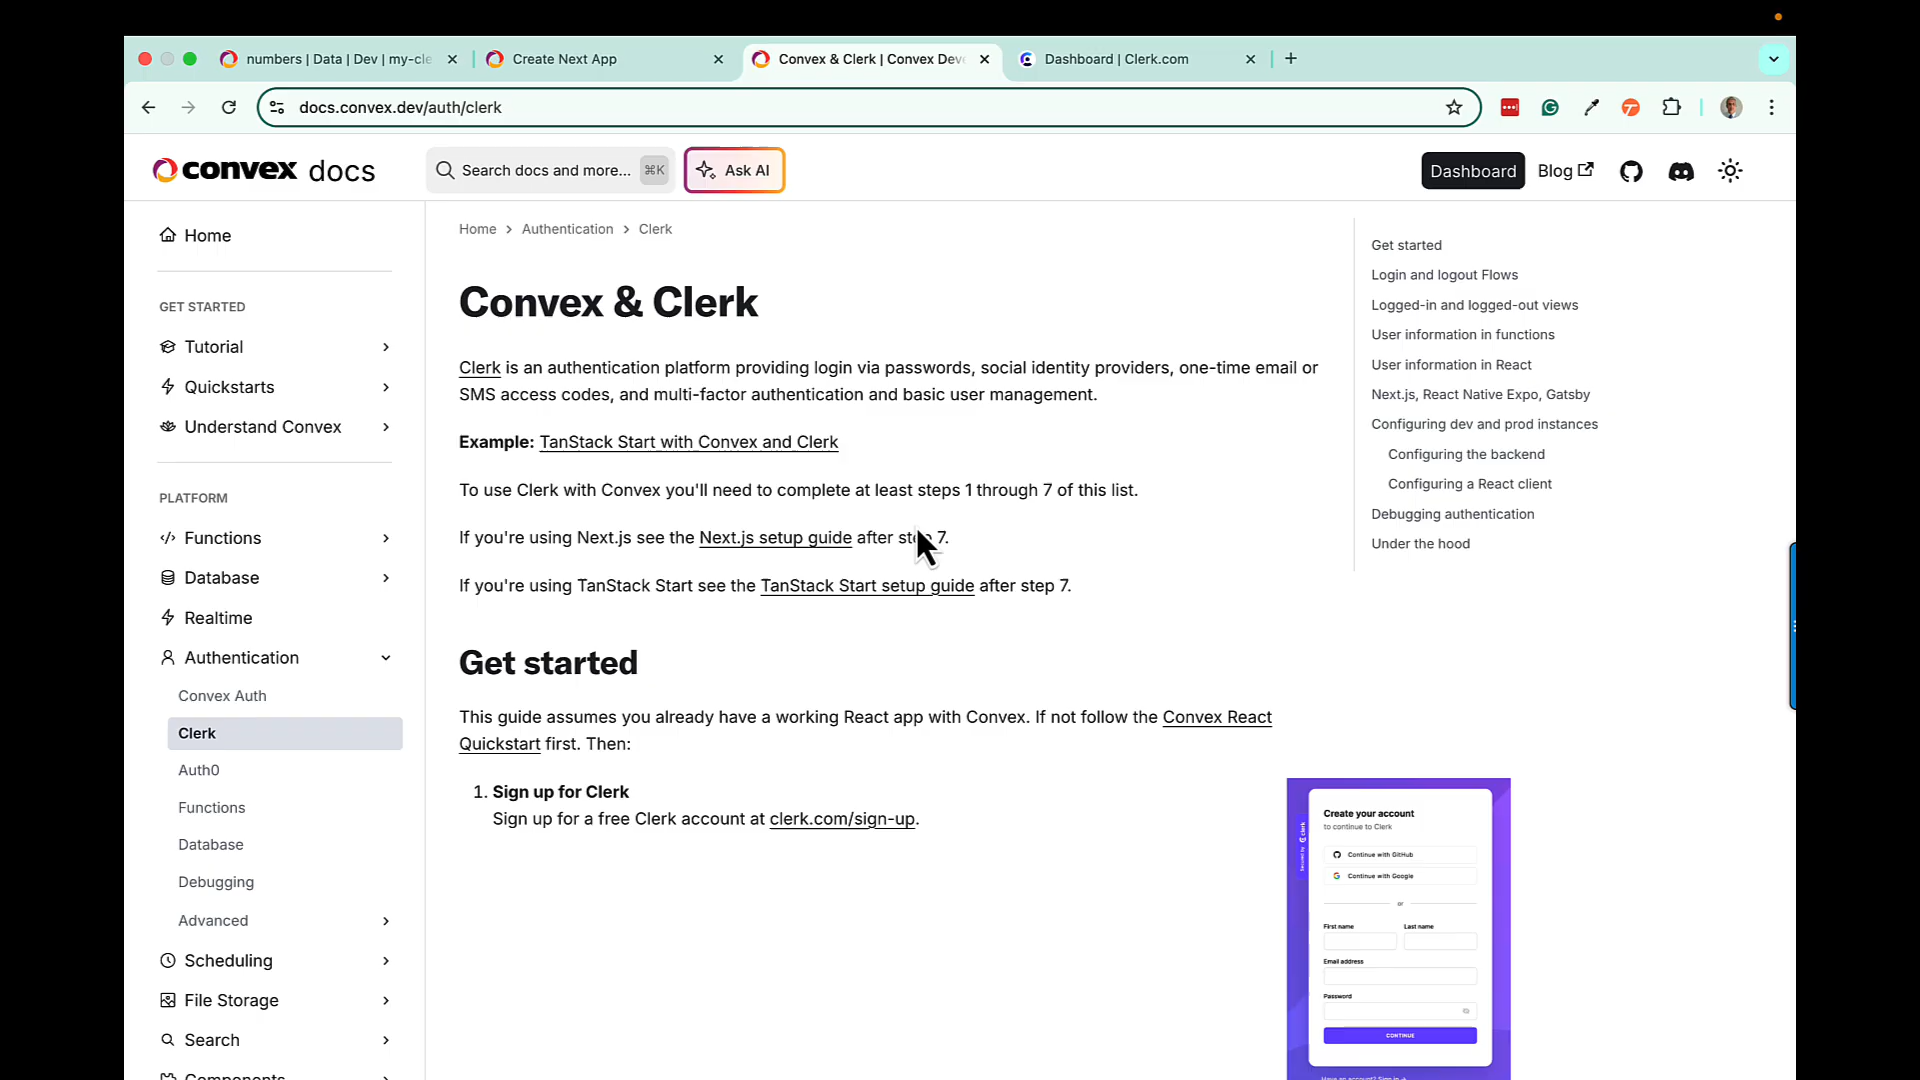 numbers | Data | Dev | my-cle
Create Next App
Convex & Clerk | Convex Deve
Dashboard | Clerk.com
docs.convex.dev/auth/clerk
convex docs
Search docs and more...
⌘K
Ask AI
Dashboard
Blog
Home
GET STARTED
Tutorial
Quickstarts
Understand Convex
PLATFORM
Functions
Database
Realtime
Authentication
Convex Auth
Clerk
Auth0
Functions
Database
Debugging
Advanced
Scheduling
File Storage
Search
Components
Home > Authentication > Clerk
Convex & Clerk
Clerk is an authentication platform providing login via passwords, social identity providers, one-time email or
SMS access codes, and multi-factor authentication and basic user management.
Example: TanStack Start with Convex and Clerk
To use Clerk with Convex you'll need to complete at least steps 1 through 7 of this list.
If you're using Next.js see the Next.js setup guide after step 7.
If you're using TanStack Start see the TanStack Start setup guide after step 7.
Get started
This guide assumes you already have a working React app with Convex. If not follow the Convex React
Quickstart first. Then:
1. Sign up for Clerk
Sign up for a free Clerk account at clerk.com/sign-up.
Secured by clerk
Create your account
to continue to Clerk
Continue with GitHub
Continue with Google
or
First name
Last name
Email address
Password
CONTINUE
Have an account? Sign in →
Get started
Login and logout Flows
Logged-in and logged-out views
User information in functions
User information in React
Next.js, React Native Expo, Gatsby
Configuring dev and prod instances
Configuring the backend
Configuring a React client
Debugging authentication
Under the hood